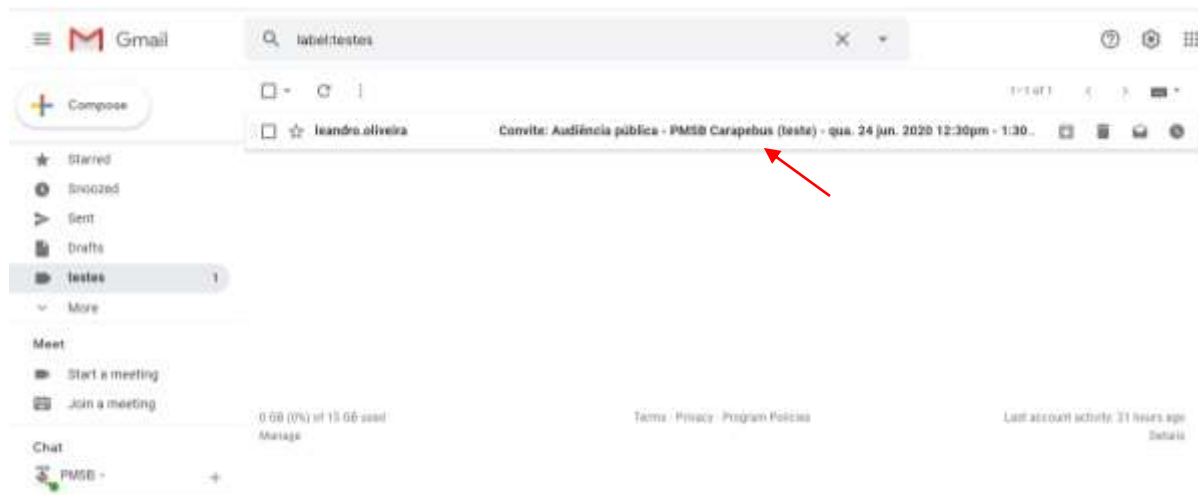 Gmail
label:testes
Compose
1–1 of 1
leandro.oliveira Convite: Audiência pública - PMSB Carapebus (teste) - qua. 24 jun. 2020 12:30pm - 1:30...
Starred
Snoozed
Sent
Drafts
testes 1
More
Meet
Start a meeting
Join a meeting
0 GB (0%) of 15 GB used
Manage
Terms · Privacy · Program Policies
Last account activity: 21 hours ago
Details
Chat
PMSB